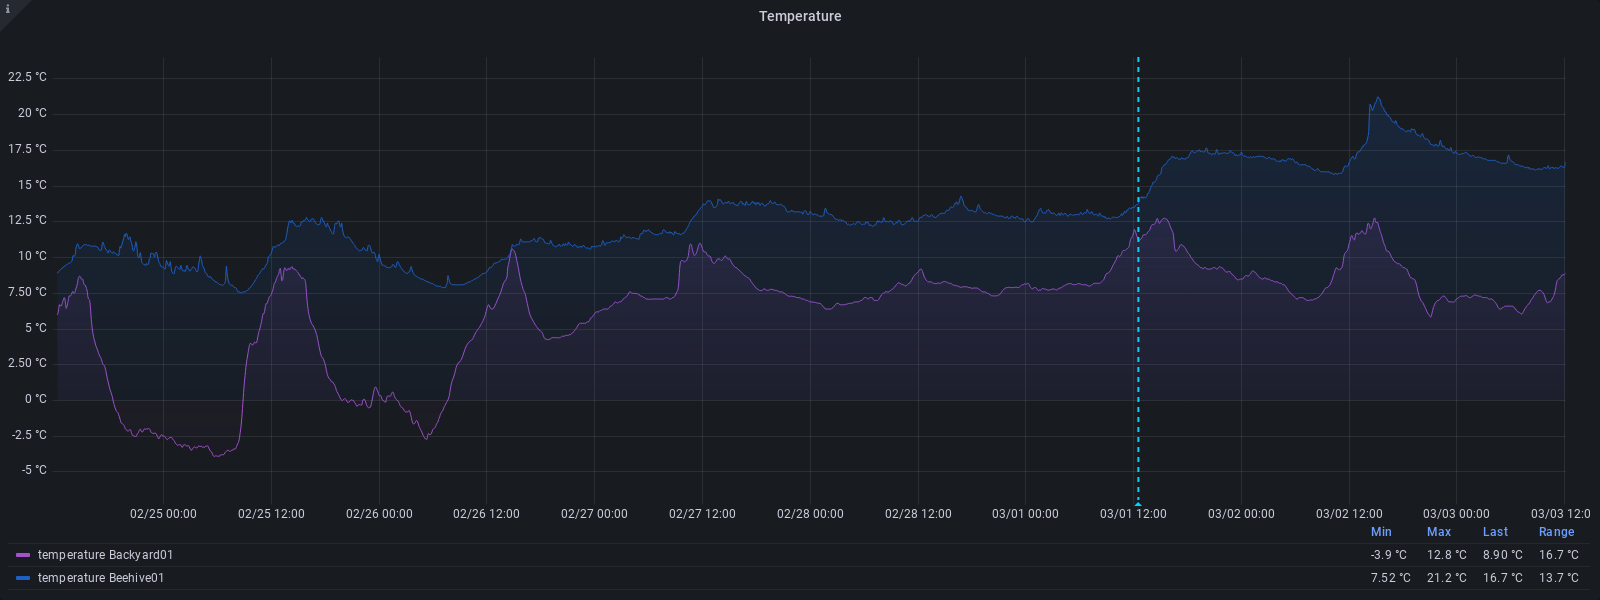 i
Temperature
22.5 °C
20 °C
17.5 °C
15 °C
12.5 °C
10 °C
7.50 °C
5 °C
2.50 °C
0 °C
-2.5 °C
-5 °C
02/25 00:00 02/25 12:00 02/26 00:00 02/26 12:00 02/27 00:00 02/27 12:00 02/28 00:00 02/28 12:00 03/01 00:00 03/01 12:00 03/02 00:00 03/02 12:00 03/03 00:00 03/03 12:0
Min Max Last Range
temperature Backyard01 -3.9 °C 12.8 °C 8.90 °C 16.7 °C
temperature Beehive01 7.52 °C 21.2 °C 16.7 °C 13.7 °C